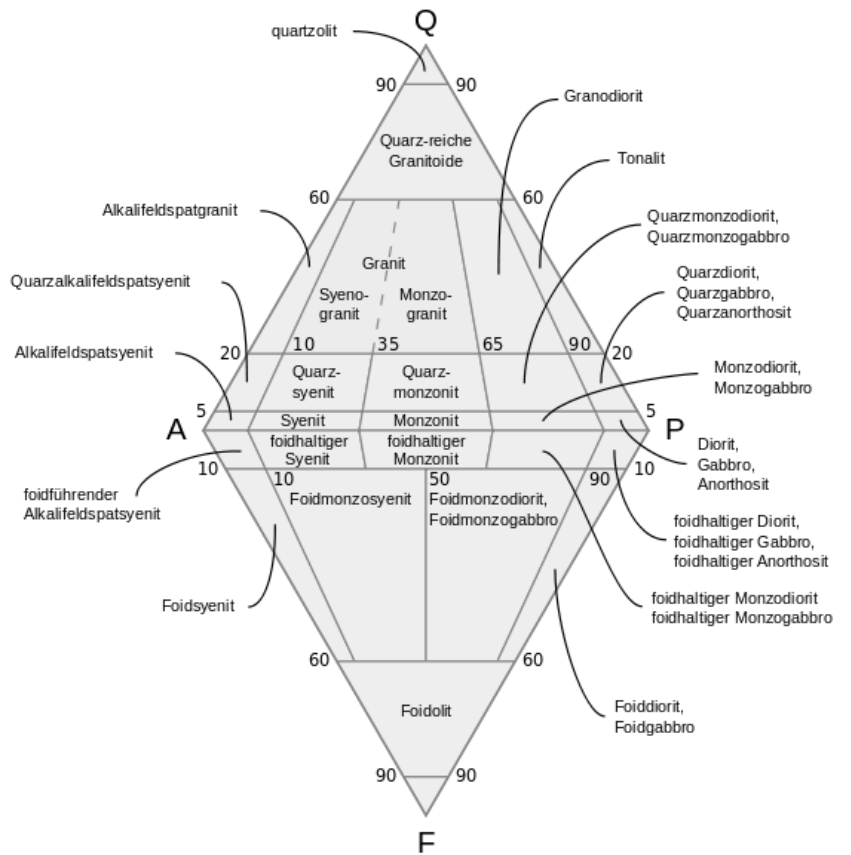 Q
quartzolit
90
90
Granodiorit
Quarz-reiche
Granitoide
Tonalit
60
60
Alkalifeldspatgranit
Quarzmonzodiorit,
Quarzmonzogabbro
Granit
Quarzalkalifeldspatsyenit
Quarzdiorit,
Quarzgabbro,
Quarzanorthosit
Syeno-
granit
Monzo-
granit
Alkalifeldspatsyenit
20
10
35
65
90
20
Quarz-
syenit
Quarz-
monzonit
Monzodiorit,
Monzogabbro
5
5
Syenit
Monzonit
A
P
foidhaltiger
Syenit
foidhaltiger
Monzonit
Diorit,
Gabbro,
Anorthosit
10
10
10
50
90
foidführender
Alkalifeldspatsyenit
Foidmonzosyenit
Foidmonzodiorit,
Foidmonzogabbro
foidhaltiger Diorit,
foidhaltiger Gabbro,
foidhaltiger Anorthosit
Foidsyenit
foidhaltiger Monzodiorit
foidhaltiger Monzogabbro
60
60
Foidolit
Foiddiorit,
Foidgabbro
90
90
F